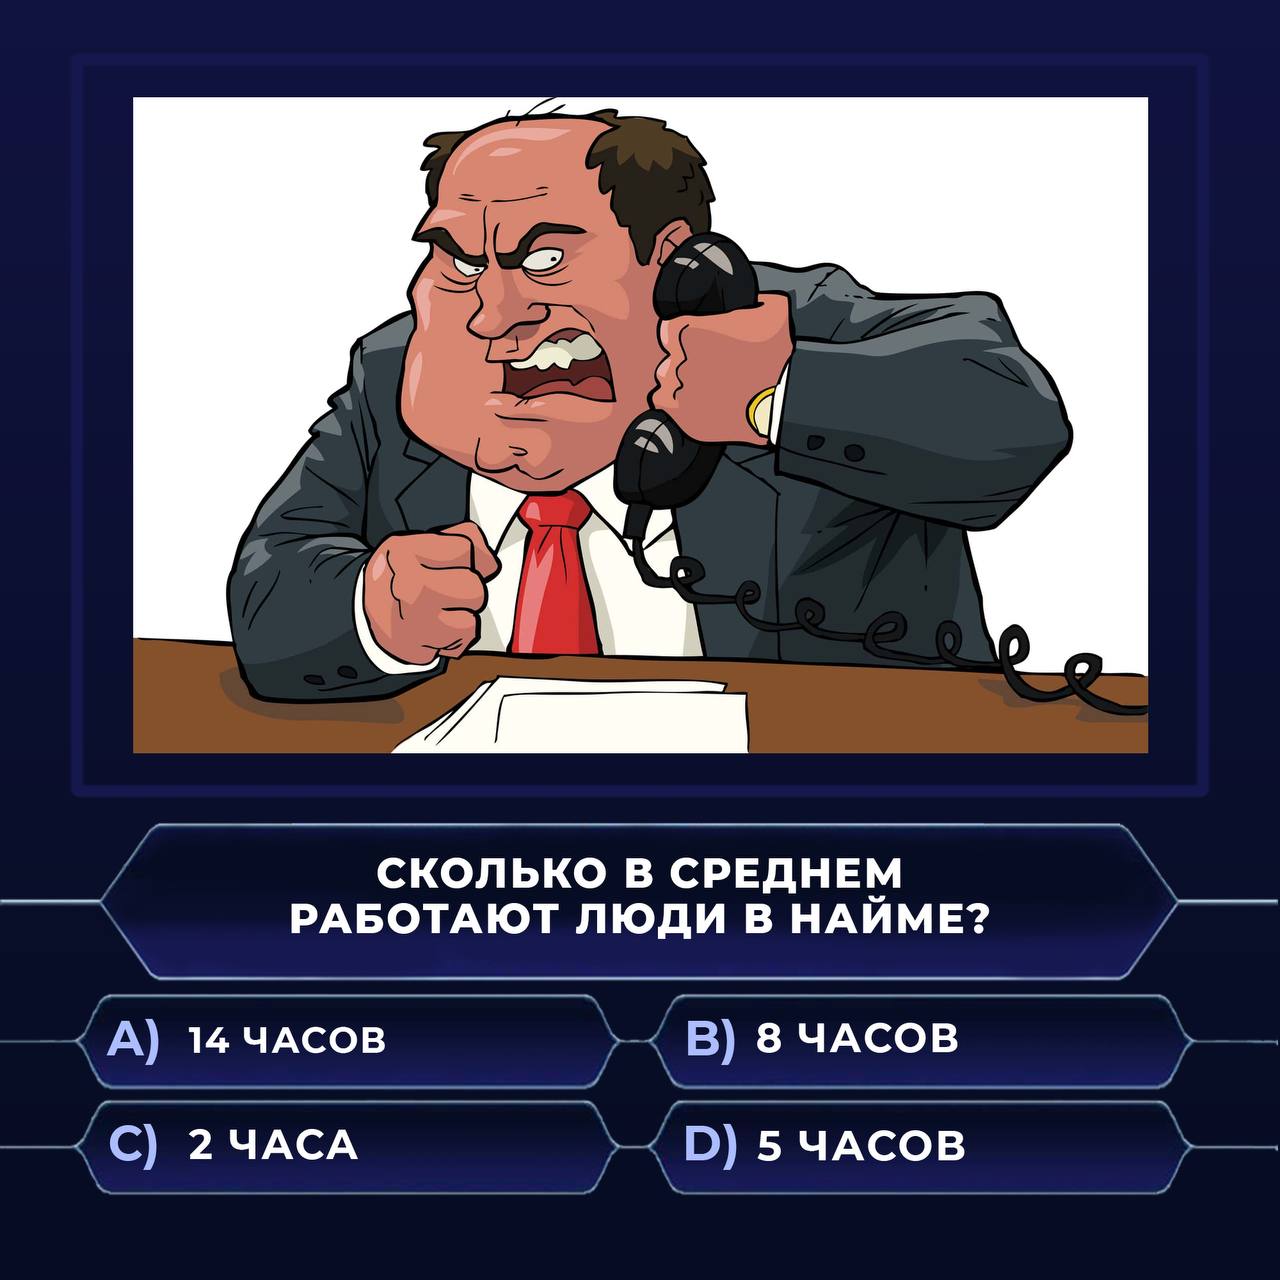 СКОЛЬКО В СРЕДНЕМ
РАБОТАЮТ ЛЮДИ В НАЙМЕ?
A) 14 ЧАСОВ
B) 8 ЧАСОВ
C) 2 ЧАСА
D) 5 ЧАСОВ